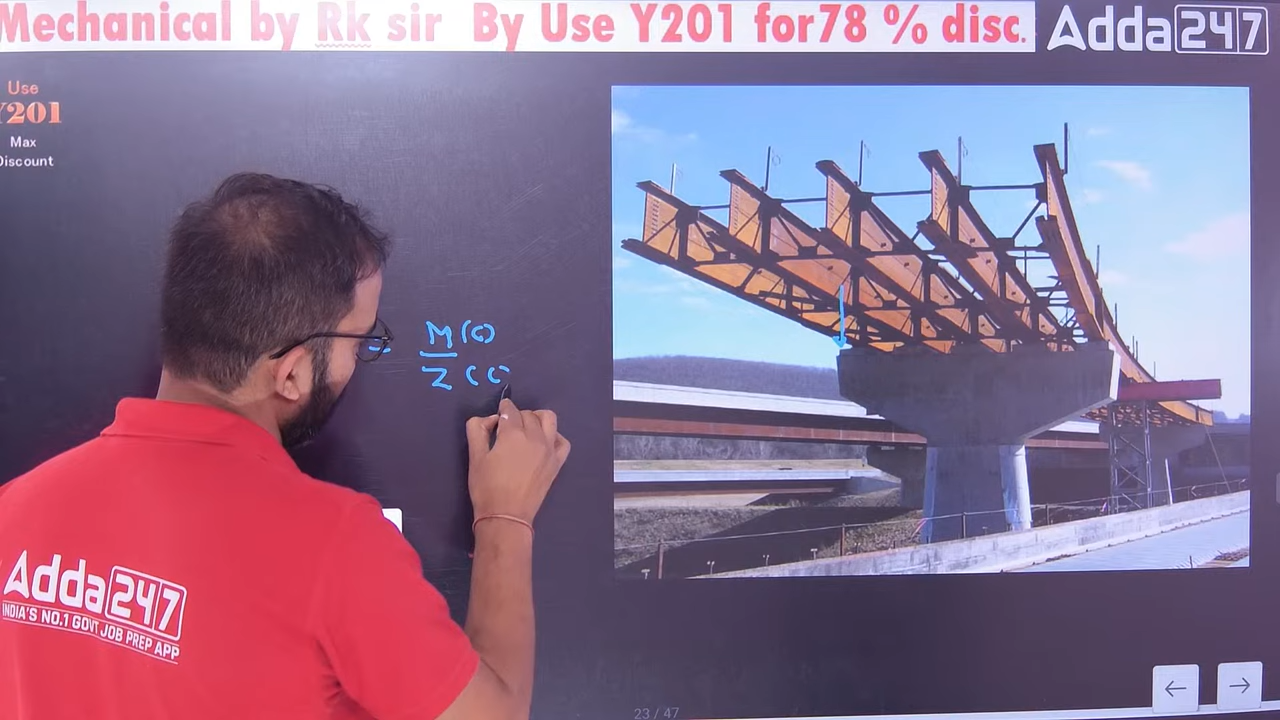 Mechanical by Rk sir By Use Y201 for78 % disc.
Adda247
Use
Y201
Max
Discount
= M(C)
Z (C
Adda247
INDIA'S NO.1 GOVT JOB PREP APP
23 / 47
← →